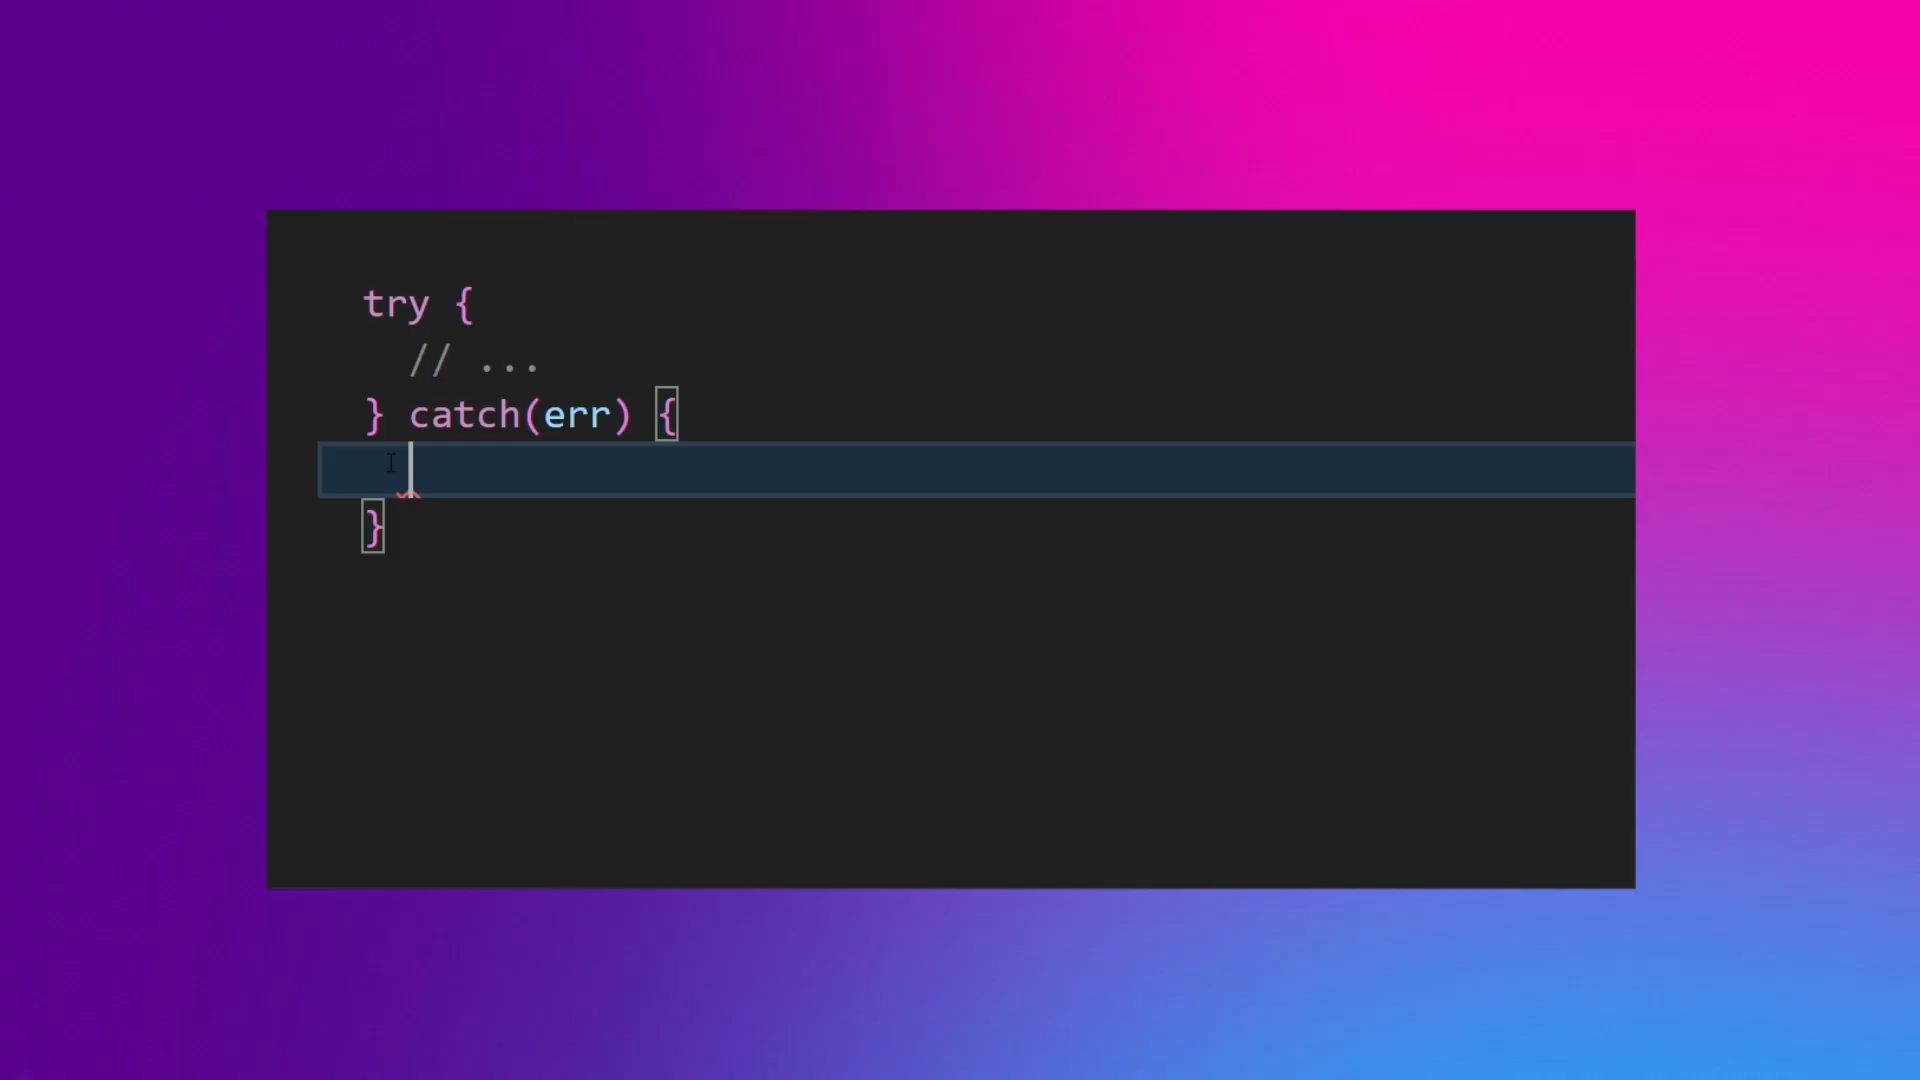 try {
// ...
} catch(err) {
}